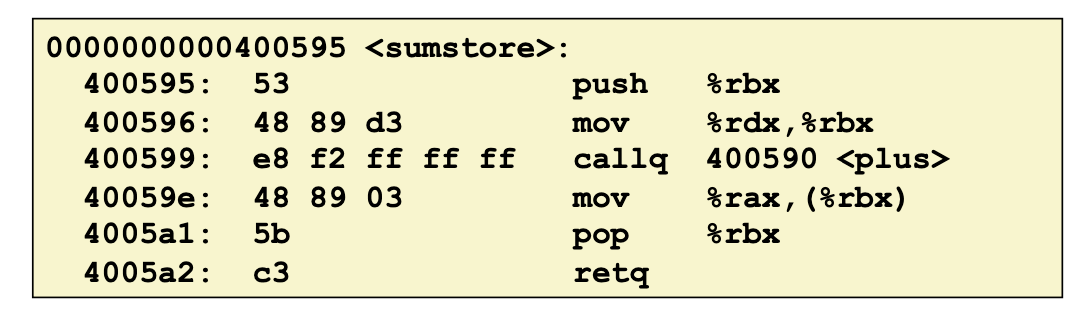 0000000000400595 <sumstore>:
400595: 53 push %rbx
400596: 48 89 d3 mov %rdx,%rbx
400599: e8 f2 ff ff ff callq 400590 <plus>
40059e: 48 89 03 mov %rax,(%rbx)
4005a1: 5b pop %rbx
4005a2: c3 retq